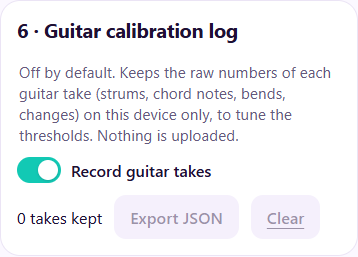 6 · Guitar calibration log
Off by default. Keeps the raw numbers of each
guitar take (strums, chord notes, bends,
changes) on this device only, to tune the
thresholds. Nothing is uploaded.
Record guitar takes
0 takes kept Export JSON Clear